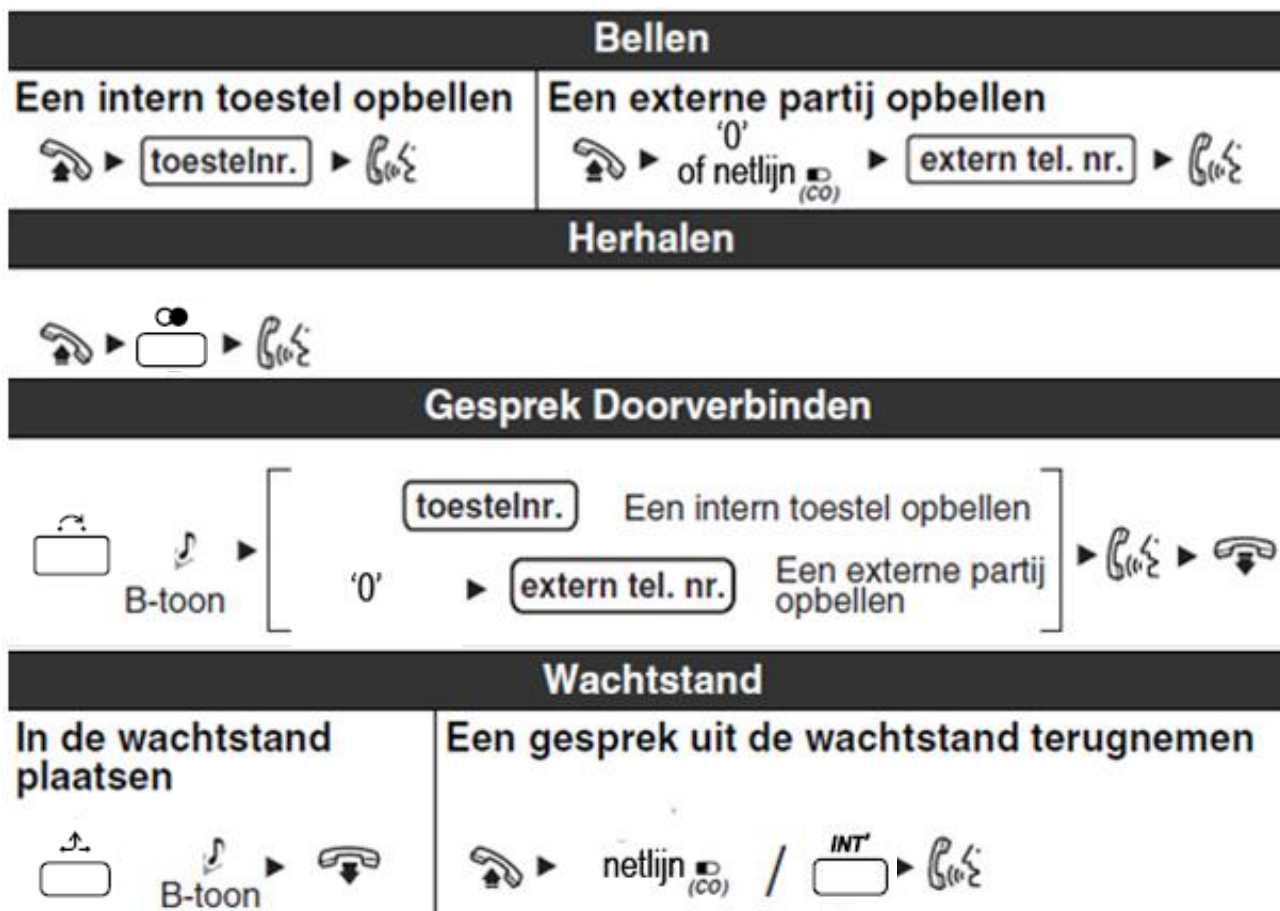 Bellen
Een intern toestel opbellen
toestelnr.
Een externe partij opbellen
‘0’
of netlijn (CO)
extern tel. nr.
Herhalen
Gesprek Doorverbinden
B-toon
toestelnr. Een intern toestel opbellen
‘0’ extern tel. nr. Een externe partij
opbellen
Wachtstand
In de wachtstand
plaatsen
B-toon
Een gesprek uit de wachtstand terugnemen
netlijn (CO) / INT'